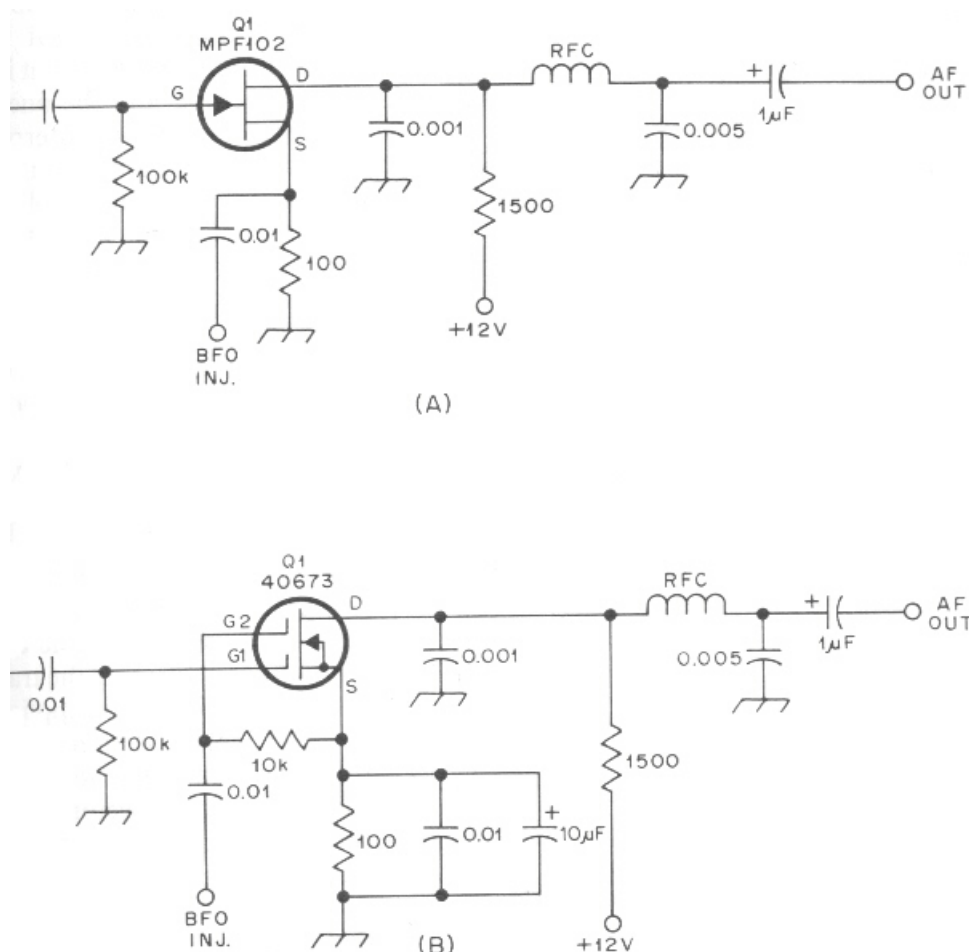 Q1
MPF102
D
G
S
RFC
+
1µF
AF
OUT
0.001
0.005
100k
0.01
100
1500
BFO
INJ.
+12V
(A)
Q1
40673
D
G2
G1
S
RFC
+
1µF
AF
OUT
0.01
0.001
0.005
100k
10k
0.01
100
0.01
+
10µF
1500
BFO
INJ.
(B)
+12V